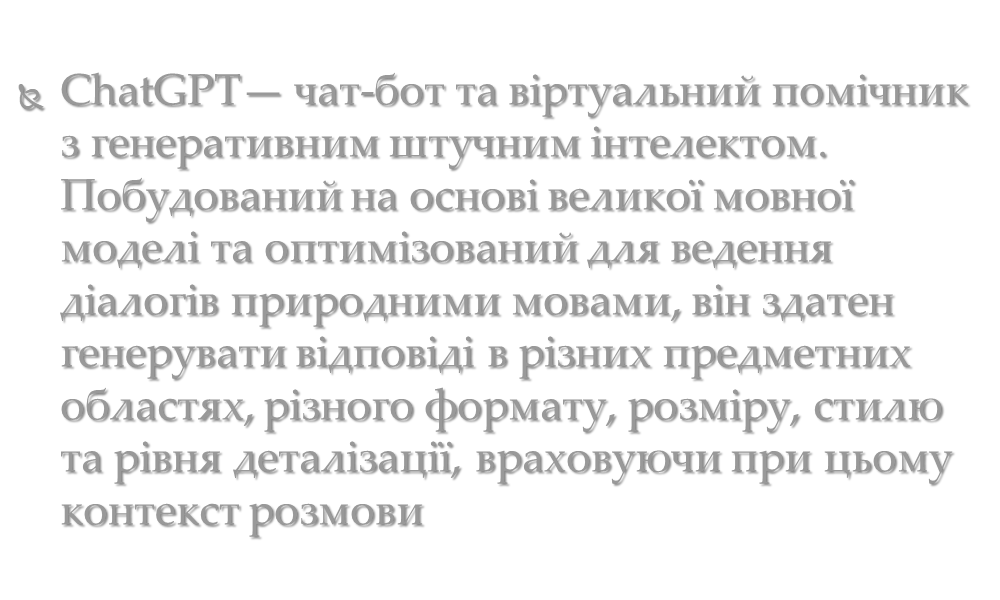 ChatGPT— чат-бот та віртуальний помічник
з генеративним штучним інтелектом.
Побудований на основі великої мовної
моделі та оптимізований для ведення
діалогів природними мовами, він здатен
генерувати відповіді в різних предметних
областях, різного формату, розміру, стилю
та рівня деталізації, враховуючи при цьому
контекст розмови